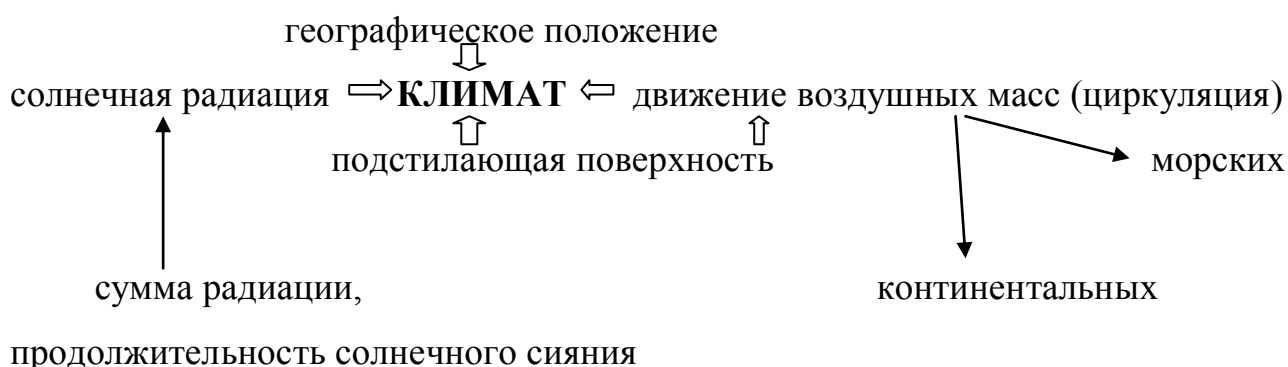 географическое положение
солнечная радиация КЛИМАТ движение воздушных масс (циркуляция)
подстилающая поверхность морских
сумма радиации, континентальных
продолжительность солнечного сияния